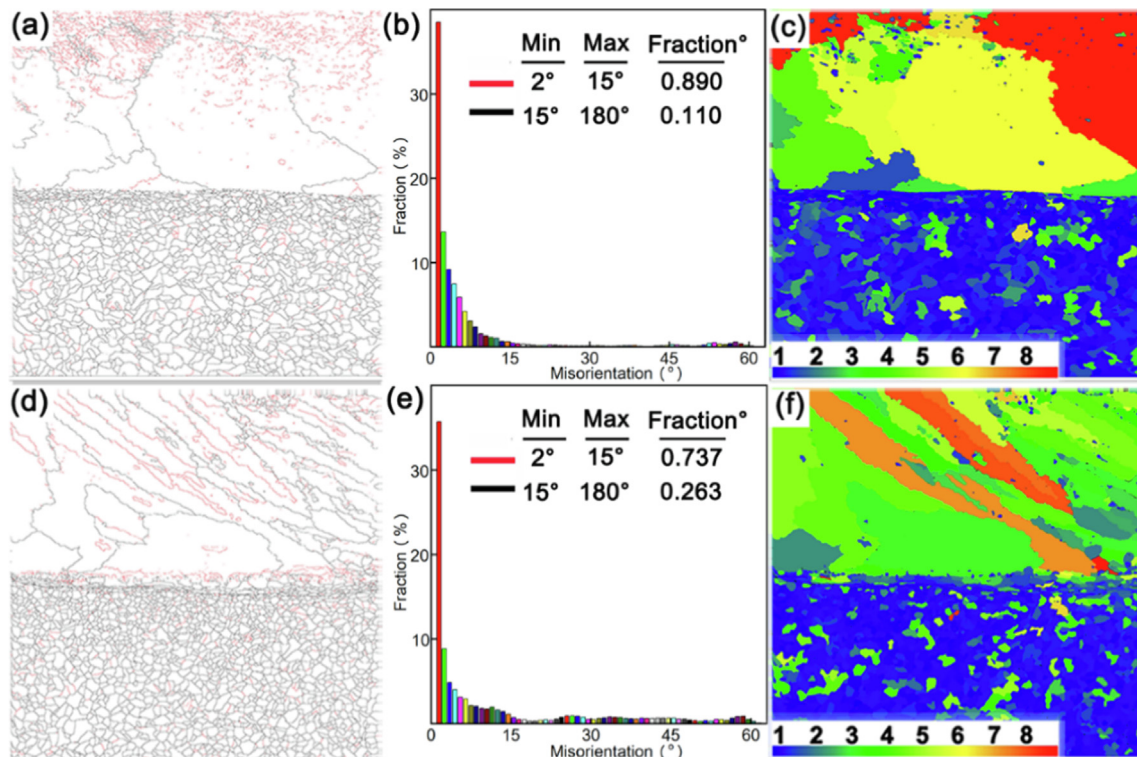 (a)
(b)
Min Max Fraction°
2° 15° 0.890
15° 180° 0.110
30
20
10
Fraction (%)
0 15 30 45 60
Misorientation (°)
(c)
1 2 3 4 5 6 7 8
(d)
(e)
Min Max Fraction°
2° 15° 0.737
15° 180° 0.263
30
20
10
Fraction (%)
0 15 30 45 60
Misorientation (°)
(f)
1 2 3 4 5 6 7 8